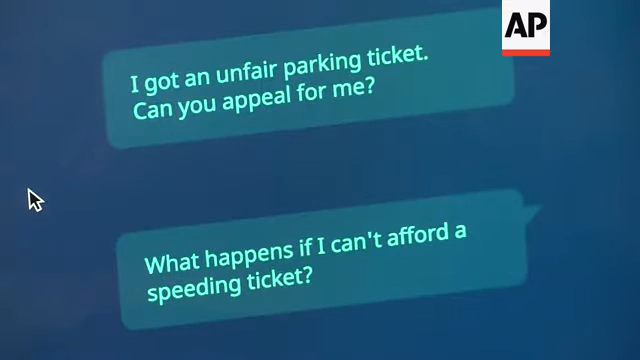 AP
I got an unfair parking ticket.
Can you appeal for me?
What happens if I can't afford a
speeding ticket?